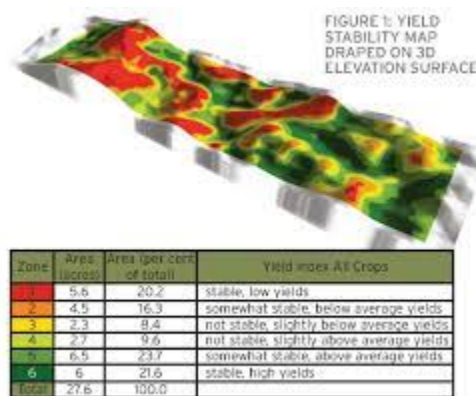 FIGURE 1: YIELD
STABILITY MAP
DRAPED ON 3D
ELEVATION SURFACE
Zone Area (acres) Area (per cent of total) Yield index All Crops
1 5.6 20.2 stable, low yields
2 4.5 16.3 somewhat stable, below average yields
3 2.3 8.4 not stable, slightly below average yields
4 2.7 9.6 not stable, slightly above average yields
5 6.5 23.7 somewhat stable, above average yields
6 6 21.6 stable, high yields
Total 27.6 100.0